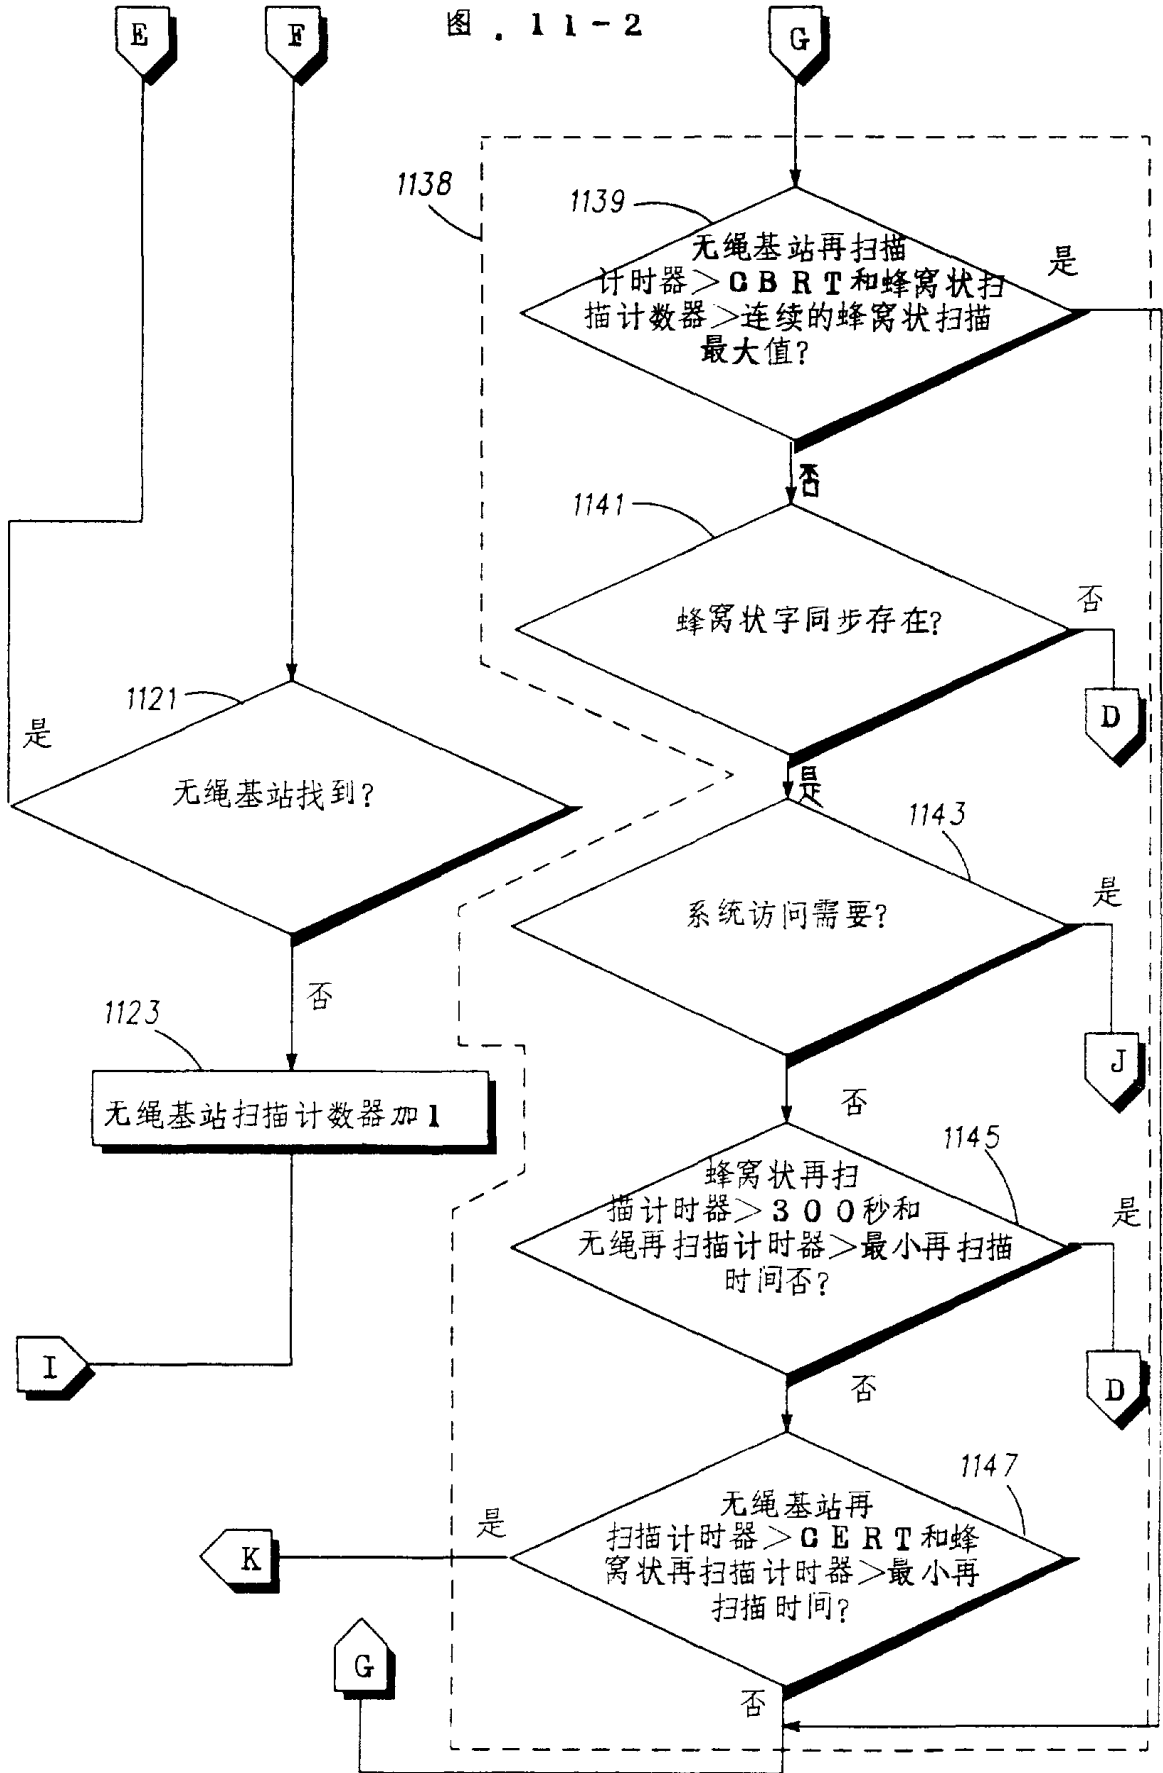 图.11-2
E
F
G
1138
1139
无绳基站再扫描
计时器>CBRT和蜂窝状扫
描计数器>连续的蜂窝状扫描
最大值?
是
否
1141
蜂窝状字同步存在?
否
D
是
1121
是
无绳基站找到?
否
1123
无绳基站扫描计数器加1
I
1143
系统访问需要?
是
J
否
1145
蜂窝状再扫
描计时器>300秒和
无绳再扫描计时器>最小再扫描
时间否?
是
D
否
1147
无绳基站再
扫描计时器>CERT和蜂
窝状再扫描计时器>最小再
扫描时间?
是
K
否
G